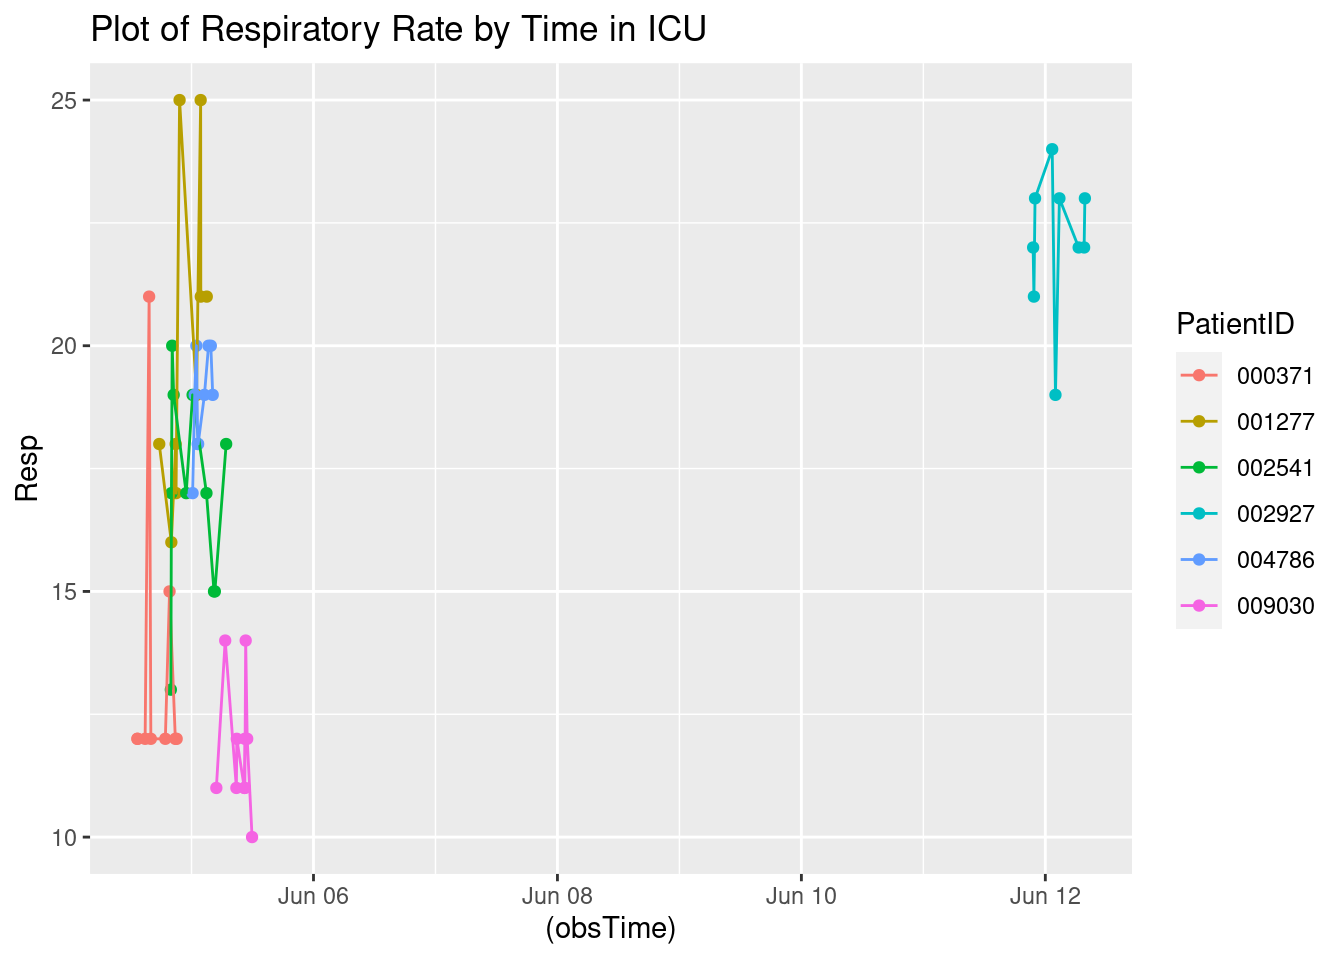 Plot of Respiratory Rate by Time in ICU
25
20
15
10
Resp
Jun 06
Jun 08
Jun 10
Jun 12
(obsTime)
PatientID
000371
001277
002541
002927
004786
009030